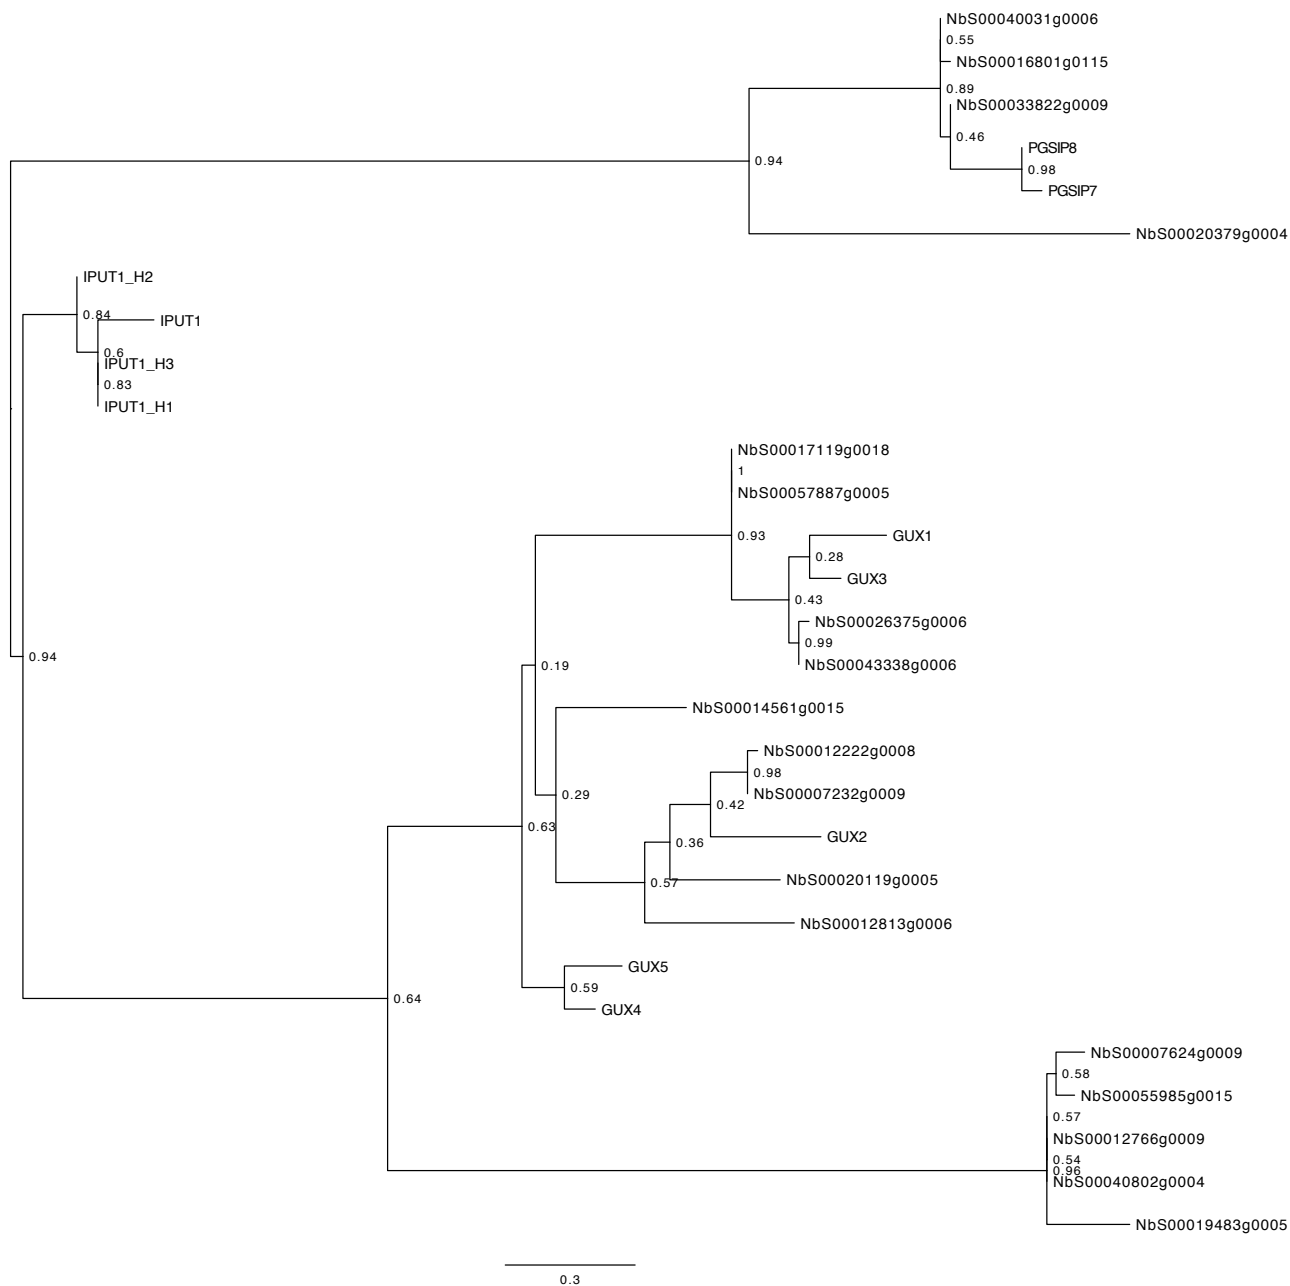 NbS00040031g0006
0.55
NbS00016801g0115
0.89
NbS00033822g0009
0.46
PGSIP8
0.94
0.98
PGSIP7
NbS00020379g0004
IPUT1_H2
0.84
IPUT1
0.6
IPUT1_H3
0.83
IPUT1_H1
NbS00017119g0018
1
NbS00057887g0005
0.93
GUX1
0.28
GUX3
0.43
NbS00026375g0006
0.99
0.94
0.19
NbS00043338g0006
NbS00014561g0015
NbS00012222g0008
0.98
0.29
NbS00007232g0009
0.42
0.63
GUX2
0.36
0.57
NbS00020119g0005
NbS00012813g0006
GUX5
0.59
0.64
GUX4
NbS00007624g0009
0.58
NbS00055985g0015
0.57
NbS00012766g0009
0.54
0.96
NbS00040802g0004
NbS00019483g0005
0.3